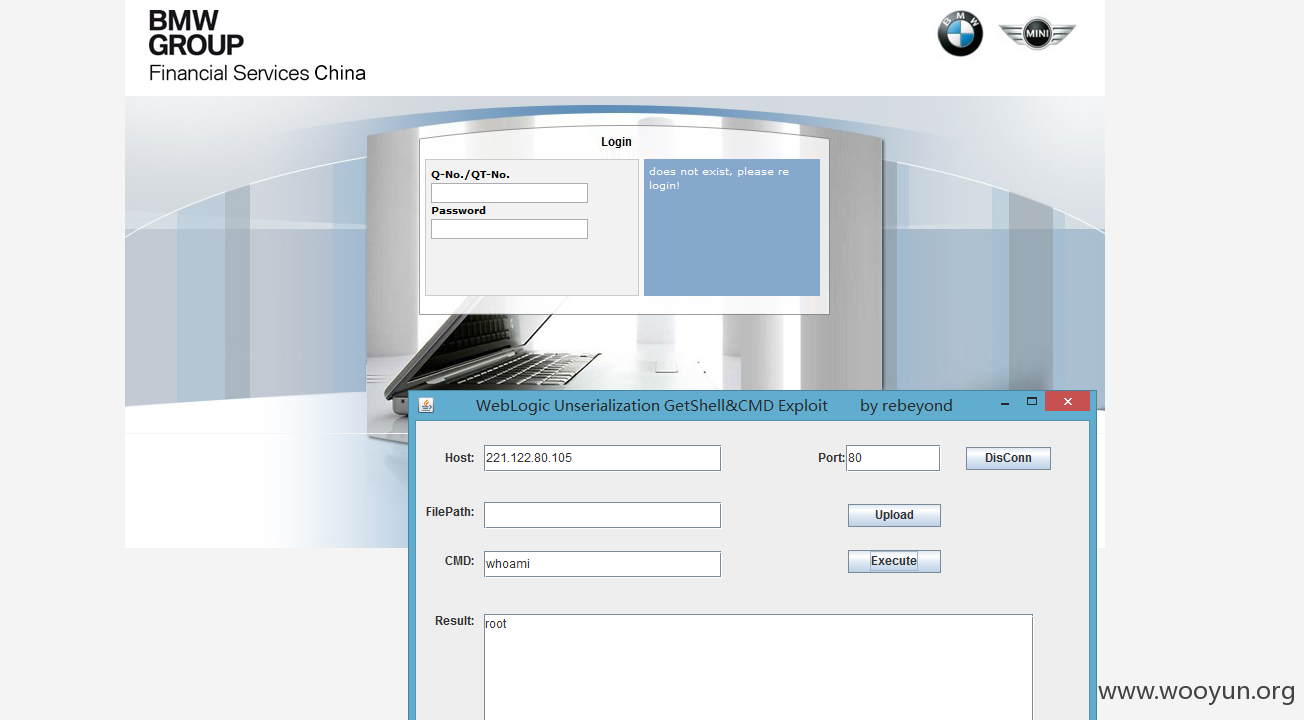 BMW
GROUP
Financial Services China
BMW
MINI
Login
Q-No./QT-No.
Password
does not exist, please re
login!
WebLogic Unserialization GetShell&CMD Exploit by rebeyond
Host: 221.122.80.105 Port: 80 DisConn
FilePath: Upload
CMD: whoami Execute
Result: root
www.wooyun.org